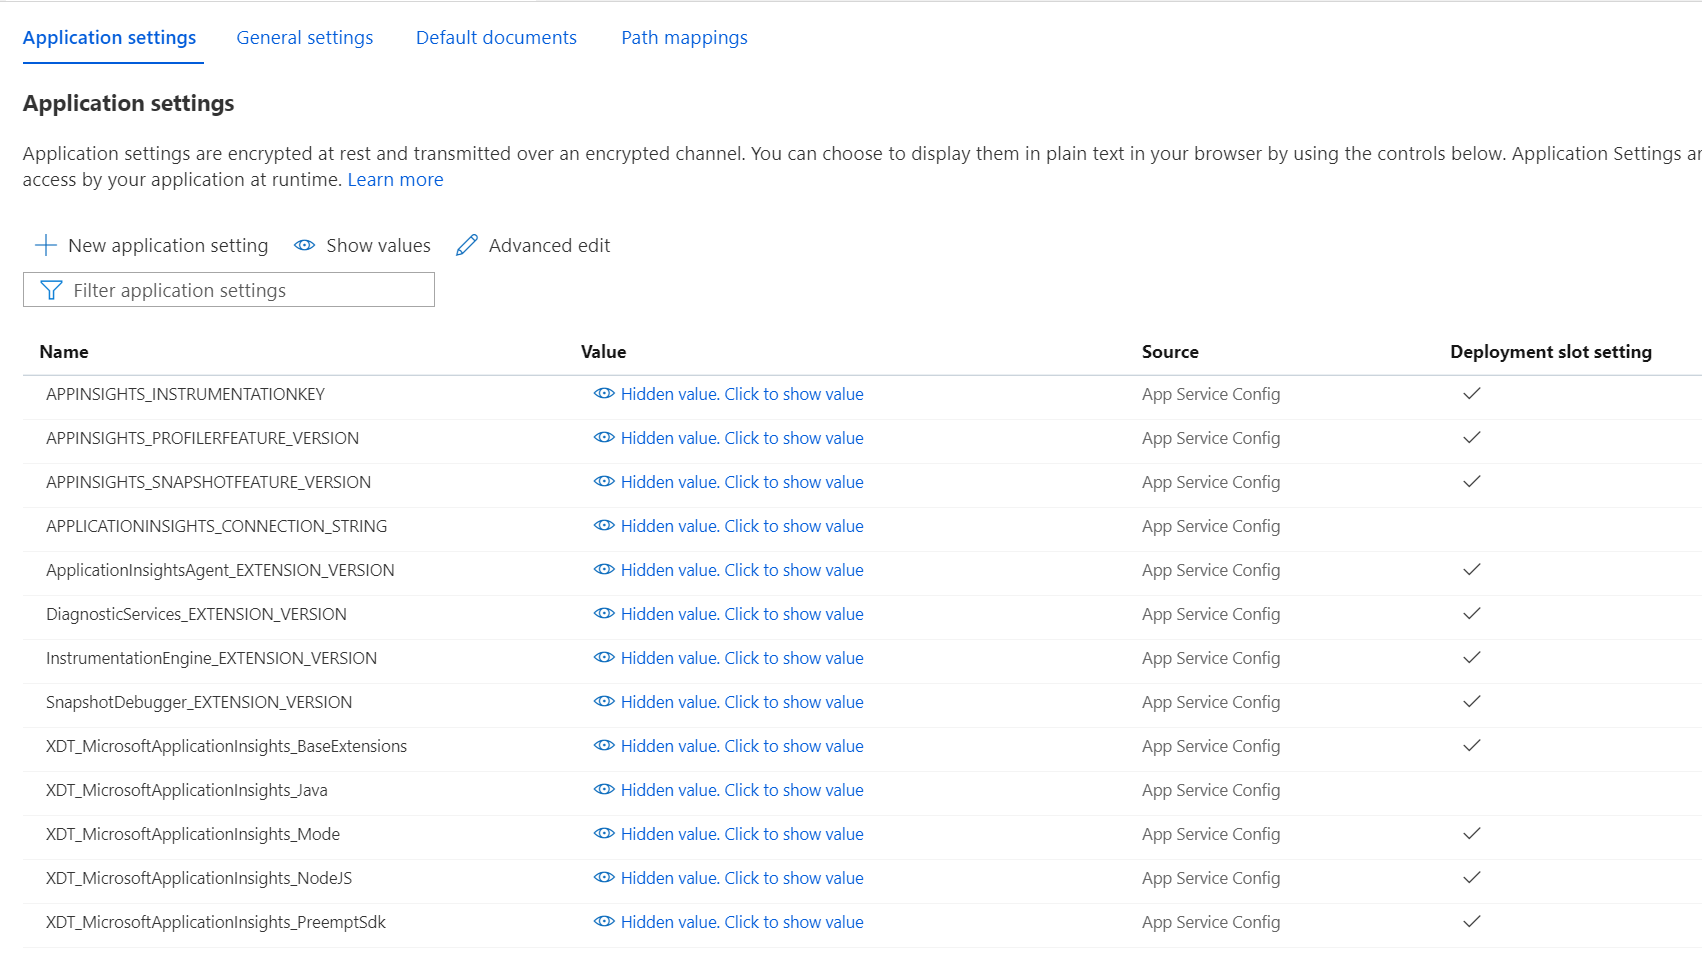 Application settings General settings Default documents Path mappings
Application settings
Application settings are encrypted at rest and transmitted over an encrypted channel. You can choose to display them in plain text in your browser by using the controls below. Application Settings
access by your application at runtime. Learn more
New application setting Show values Advanced edit
Filter application settings
Name Value Source Deployment slot setting
APPINSIGHTS_INSTRUMENTATIONKEY Hidden value. Click to show value App Service Config
APPINSIGHTS_PROFILERFEATURE_VERSION Hidden value. Click to show value App Service Config
APPINSIGHTS_SNAPSHOTFEATURE_VERSION Hidden value. Click to show value App Service Config
APPLICATIONINSIGHTS_CONNECTION_STRING Hidden value. Click to show value App Service Config
ApplicationInsightsAgent_EXTENSION_VERSION Hidden value. Click to show value App Service Config
DiagnosticServices_EXTENSION_VERSION Hidden value. Click to show value App Service Config
InstrumentationEngine_EXTENSION_VERSION Hidden value. Click to show value App Service Config
SnapshotDebugger_EXTENSION_VERSION Hidden value. Click to show value App Service Config
XDT_MicrosoftApplicationInsights_BaseExtensions Hidden value. Click to show value App Service Config
XDT_MicrosoftApplicationInsights_Java Hidden value. Click to show value App Service Config
XDT_MicrosoftApplicationInsights_Mode Hidden value. Click to show value App Service Config
XDT_MicrosoftApplicationInsights_NodeJS Hidden value. Click to show value App Service Config
XDT_MicrosoftApplicationInsights_PreemptSdk Hidden value. Click to show value App Service Config